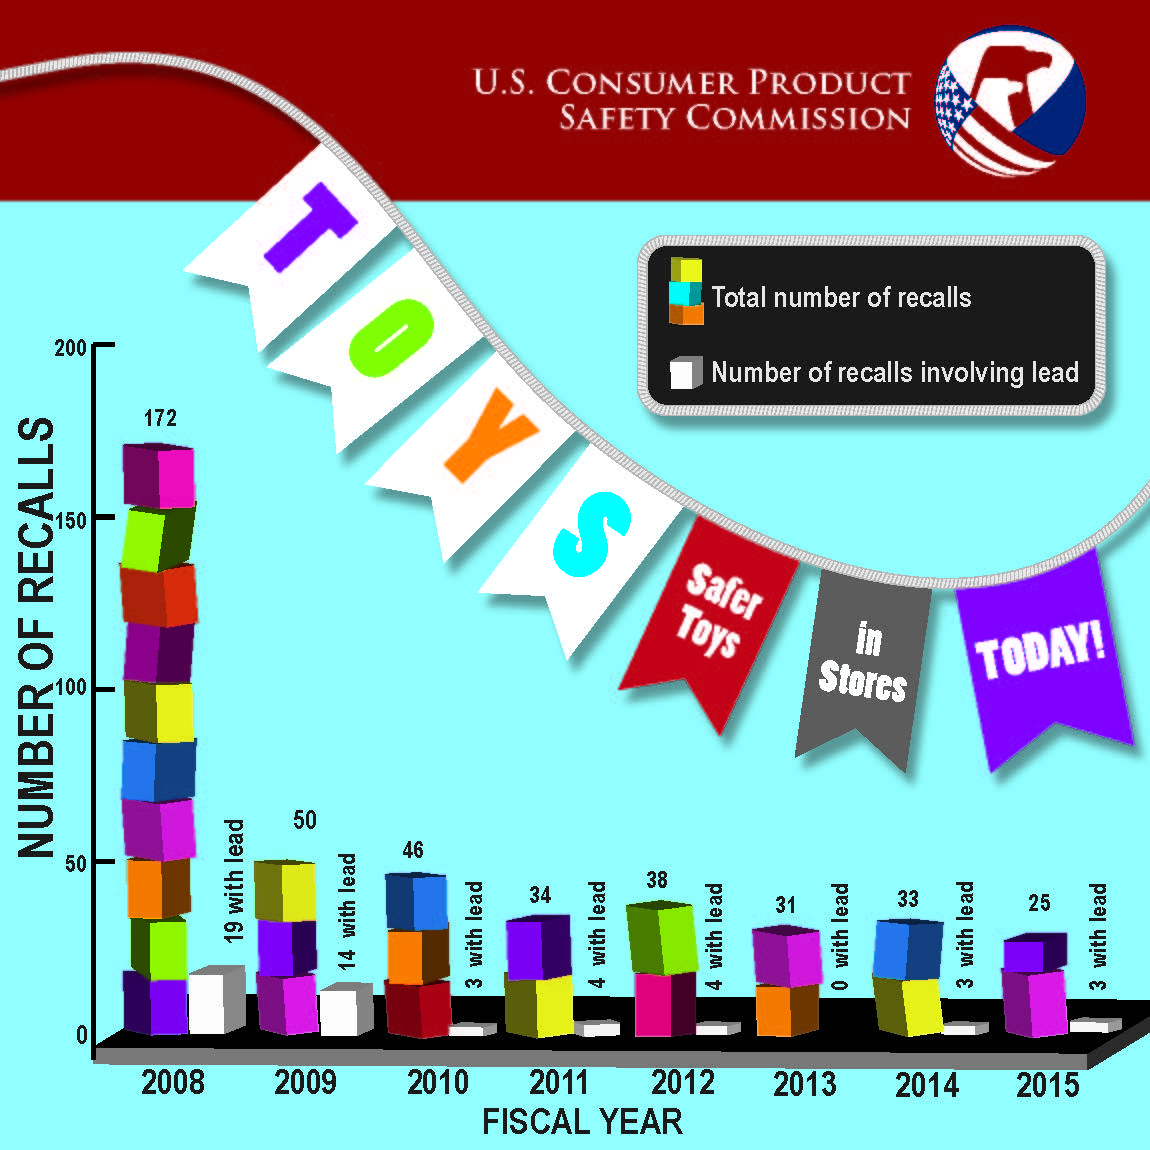 U.S. CONSUMER PRODUCT
SAFETY COMMISSION
T
O
Y
S
Safer
Toys
in
Stores
TODAY!
Total number of recalls
Number of recalls involving lead
NUMBER OF RECALLS
200
150
100
50
0
172
19 with lead
50
14 with lead
46
3 with lead
34
4 with lead
38
4 with lead
31
0 with lead
33
3 with lead
25
3 with lead
2008 2009 2010 2011 2012 2013 2014 2015
FISCAL YEAR